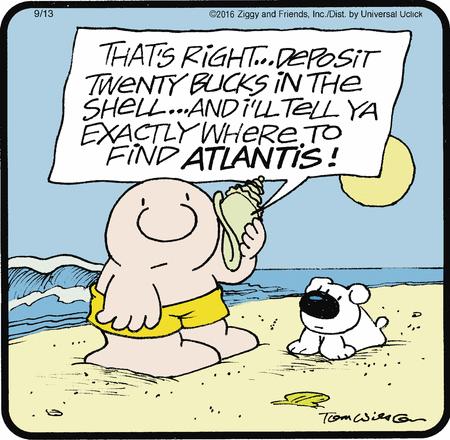 9/13 ©2016 Ziggy and Friends, Inc./Dist. by Universal Uclick
THAT'S RIGHT...DEPOSIT
TWENTY BUCKS IN THE
SHELL...AND I'LL TELL YA
EXACTLY WHERE TO
FIND ATLANTIS!
Tom Wilson